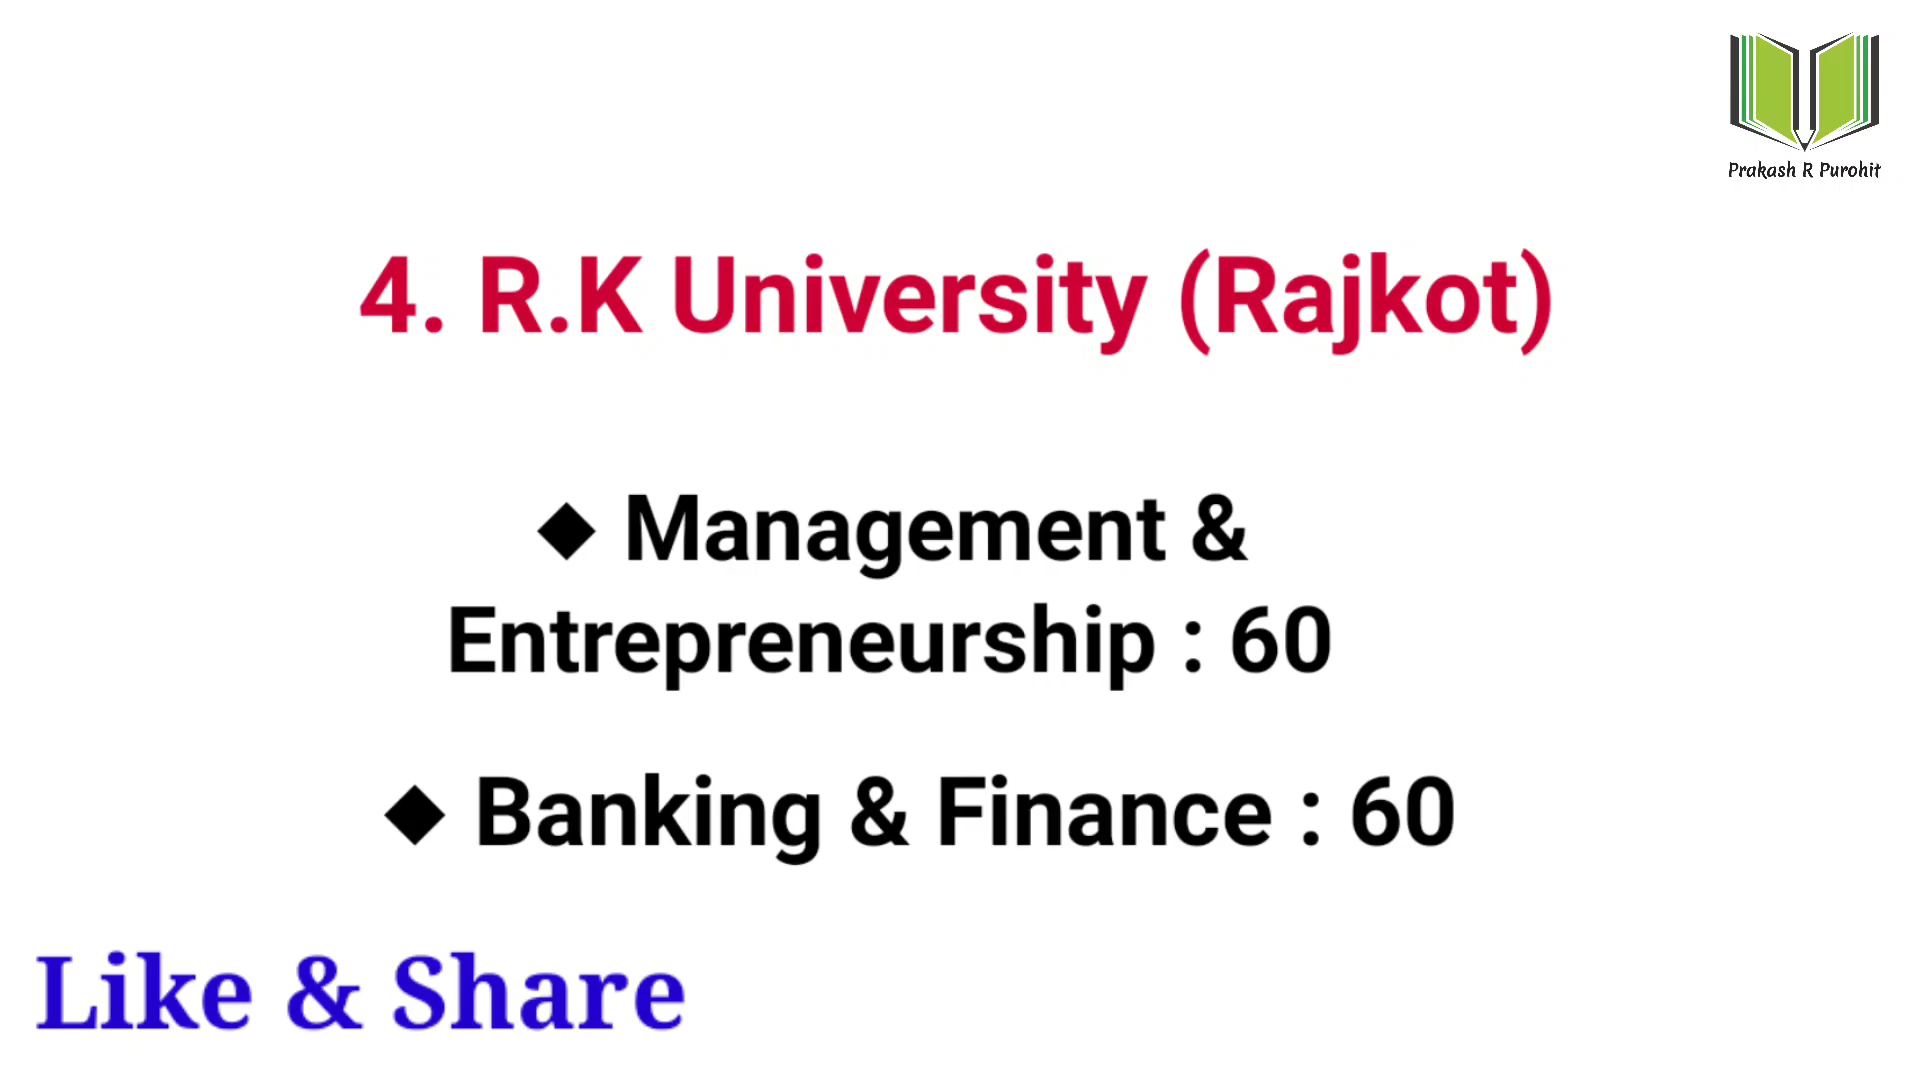 Prakash R Purohit
4. R.K University (Rajkot)
◆ Management &
Entrepreneurship : 60
◆ Banking & Finance : 60
Like & Share